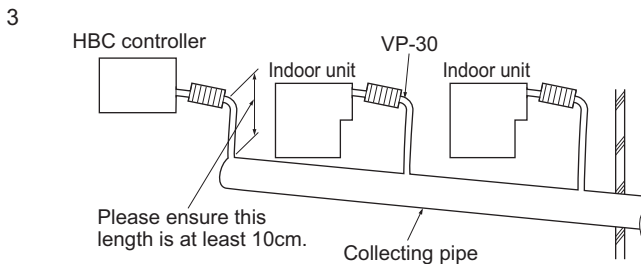 3
HBC controller
VP-30
Indoor unit
Indoor unit
Please ensure this
length is at least 10cm.
Collecting pipe